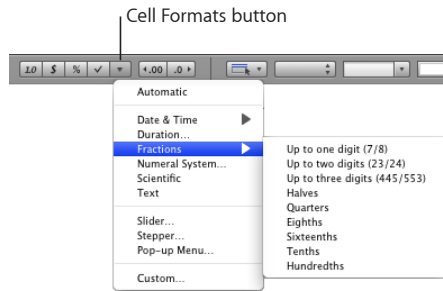 Cell Formats button
1.0 $ % .00 .0
Automatic
Date & Time
Duration...
Fractions
Numeral System...
Scientific
Text
Slider...
Stepper...
Pop-up Menu...
Custom...
Up to one digit (7/8)
Up to two digits (23/24)
Up to three digits (445/553)
Halves
Quarters
Eighths
Sixteenths
Tenths
Hundredths